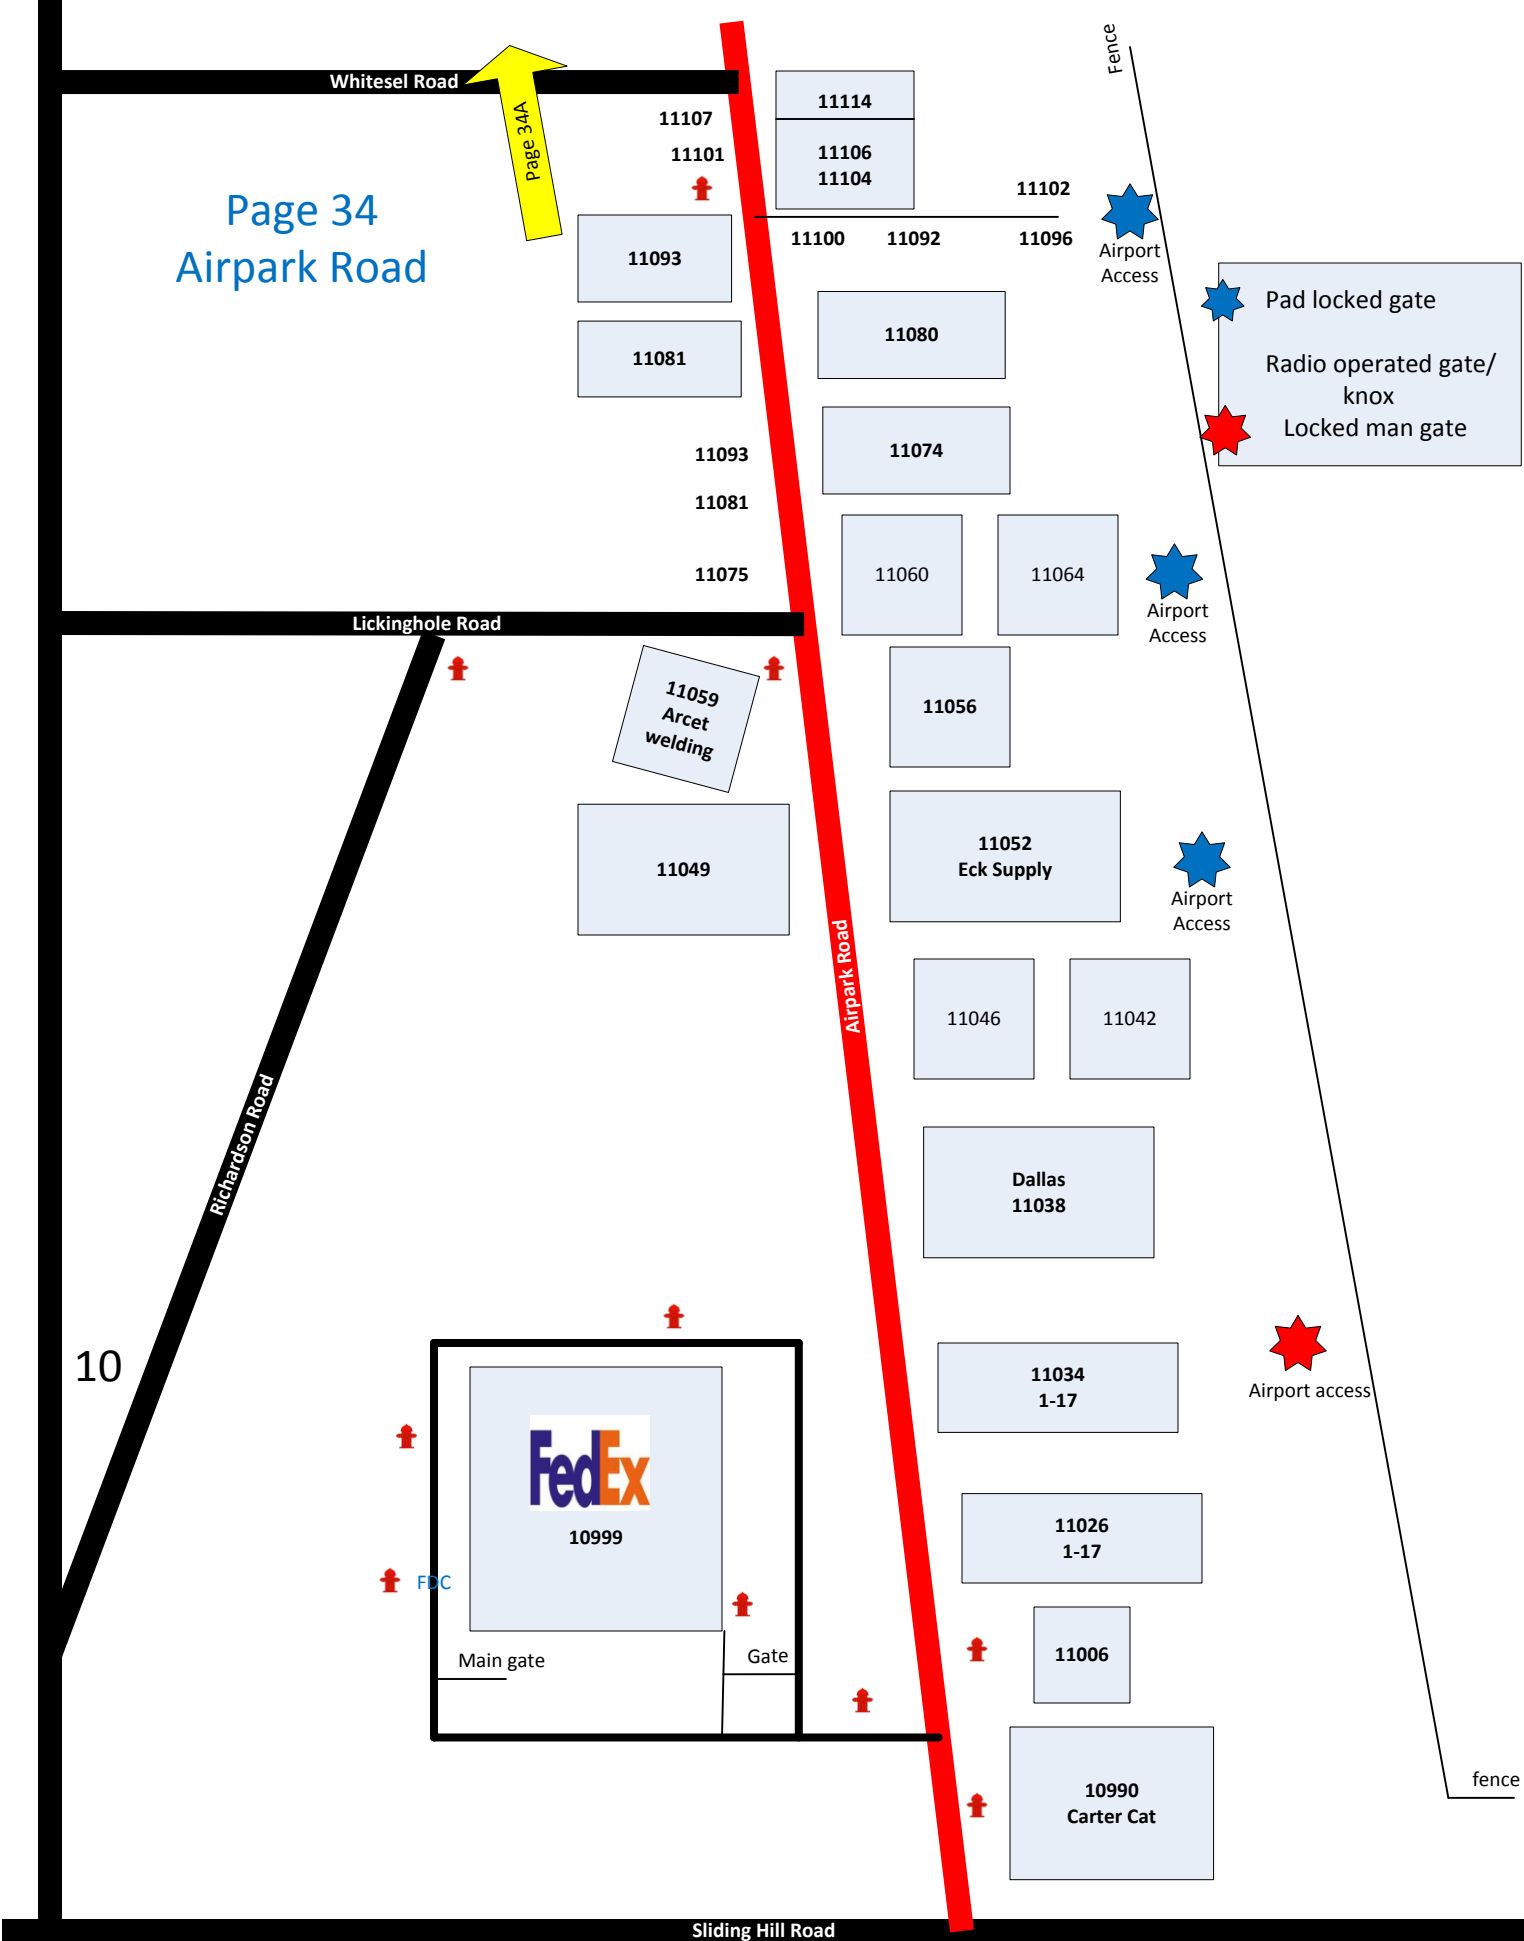 Fence
Whitesel Road
Page 34A
11107
11101
11114
11106
11104
11102
Page 34
Airpark Road
11100
11092
11096
Airport
Access
11093
11081
11080
Pad locked gate
Radio operated gate/
knox
Locked man gate
11093
11081
11075
11074
11060
11064
Airport
Access
Lickinghole Road
11059
Arcet
welding
11056
11049
11052
Eck Supply
Airport
Access
Airpark Road
11046
11042
Richardson Road
Dallas
11038
10
11034
1-17
Airport access
FedEx
10999
11026
1-17
FDC
Main gate
Gate
11006
10990
Carter Cat
fence
Sliding Hill Road